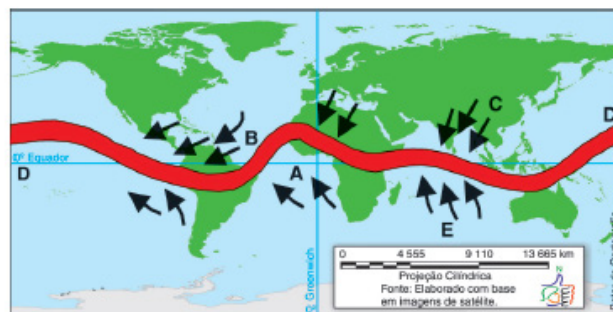 C
B
D
0º Equador
D
A
E
G. Greenwich
0 4 555 9 110 13 665 km
Projeção Cilíndrica
Fonte: Elaborado com base
em imagens de satélite.
N